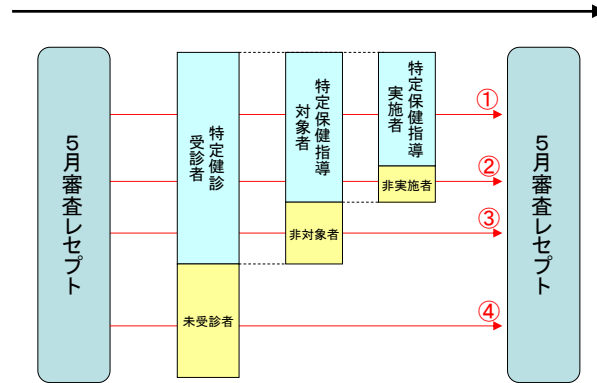 5月審査レセプト
特定健診
受診者
未受診者
特定保健指導
対象者
非対象者
特定保健指導
実施者
非実施者
①
②
③
④
5月審査レセプト